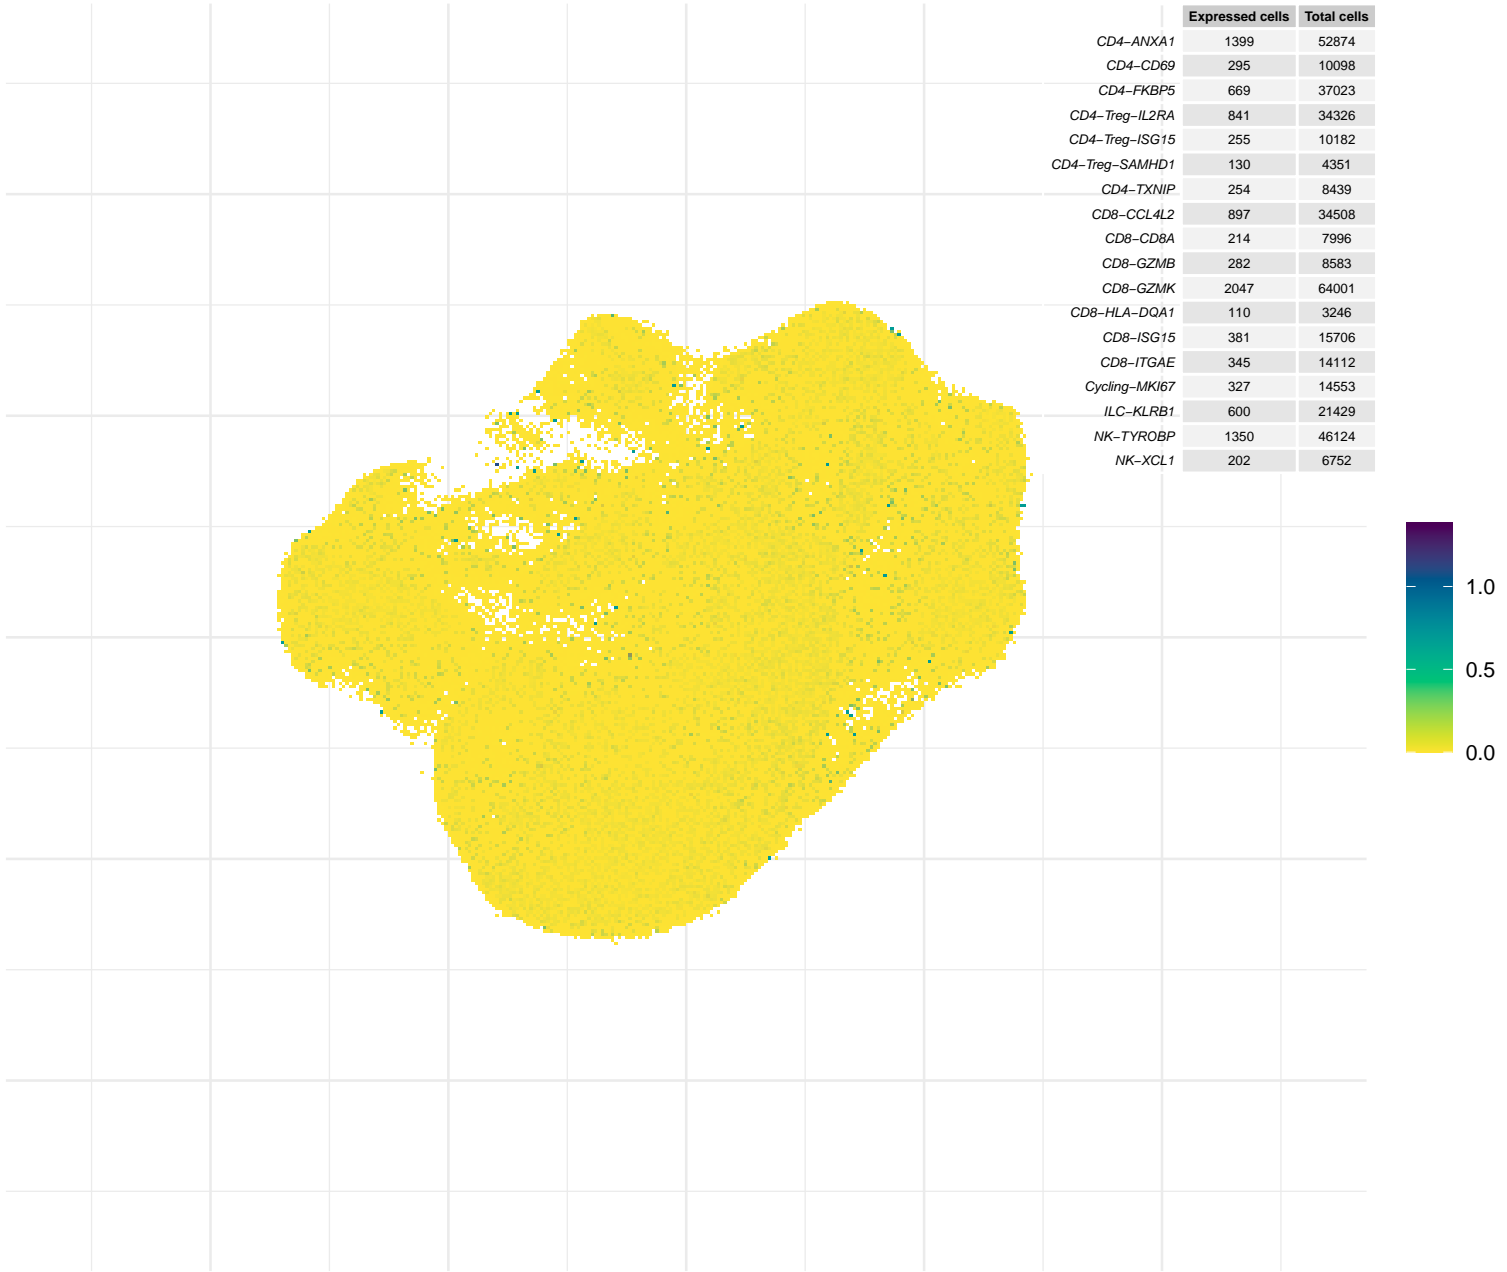 Expressed cells Total cells
CD4−ANXA1 1399 52874
CD4−CD69 295 10098
CD4−FKBP5 669 37023
CD4−Treg−IL2RA 841 34326
CD4−Treg−ISG15 255 10182
CD4−Treg−SAMHD1 130 4351
CD4−TXNIP 254 8439
CD8−CCL4L2 897 34508
CD8−CD8A 214 7996
CD8−GZMB 282 8583
CD8−GZMK 2047 64001
CD8−HLA−DQA1 110 3246
CD8−ISG15 381 15706
CD8−ITGAE 345 14112
Cycling−MKI67 327 14553
ILC−KLRB1 600 21429
NK−TYROBP 1350 46124
NK−XCL1 202 6752
1.0
0.5
0.0